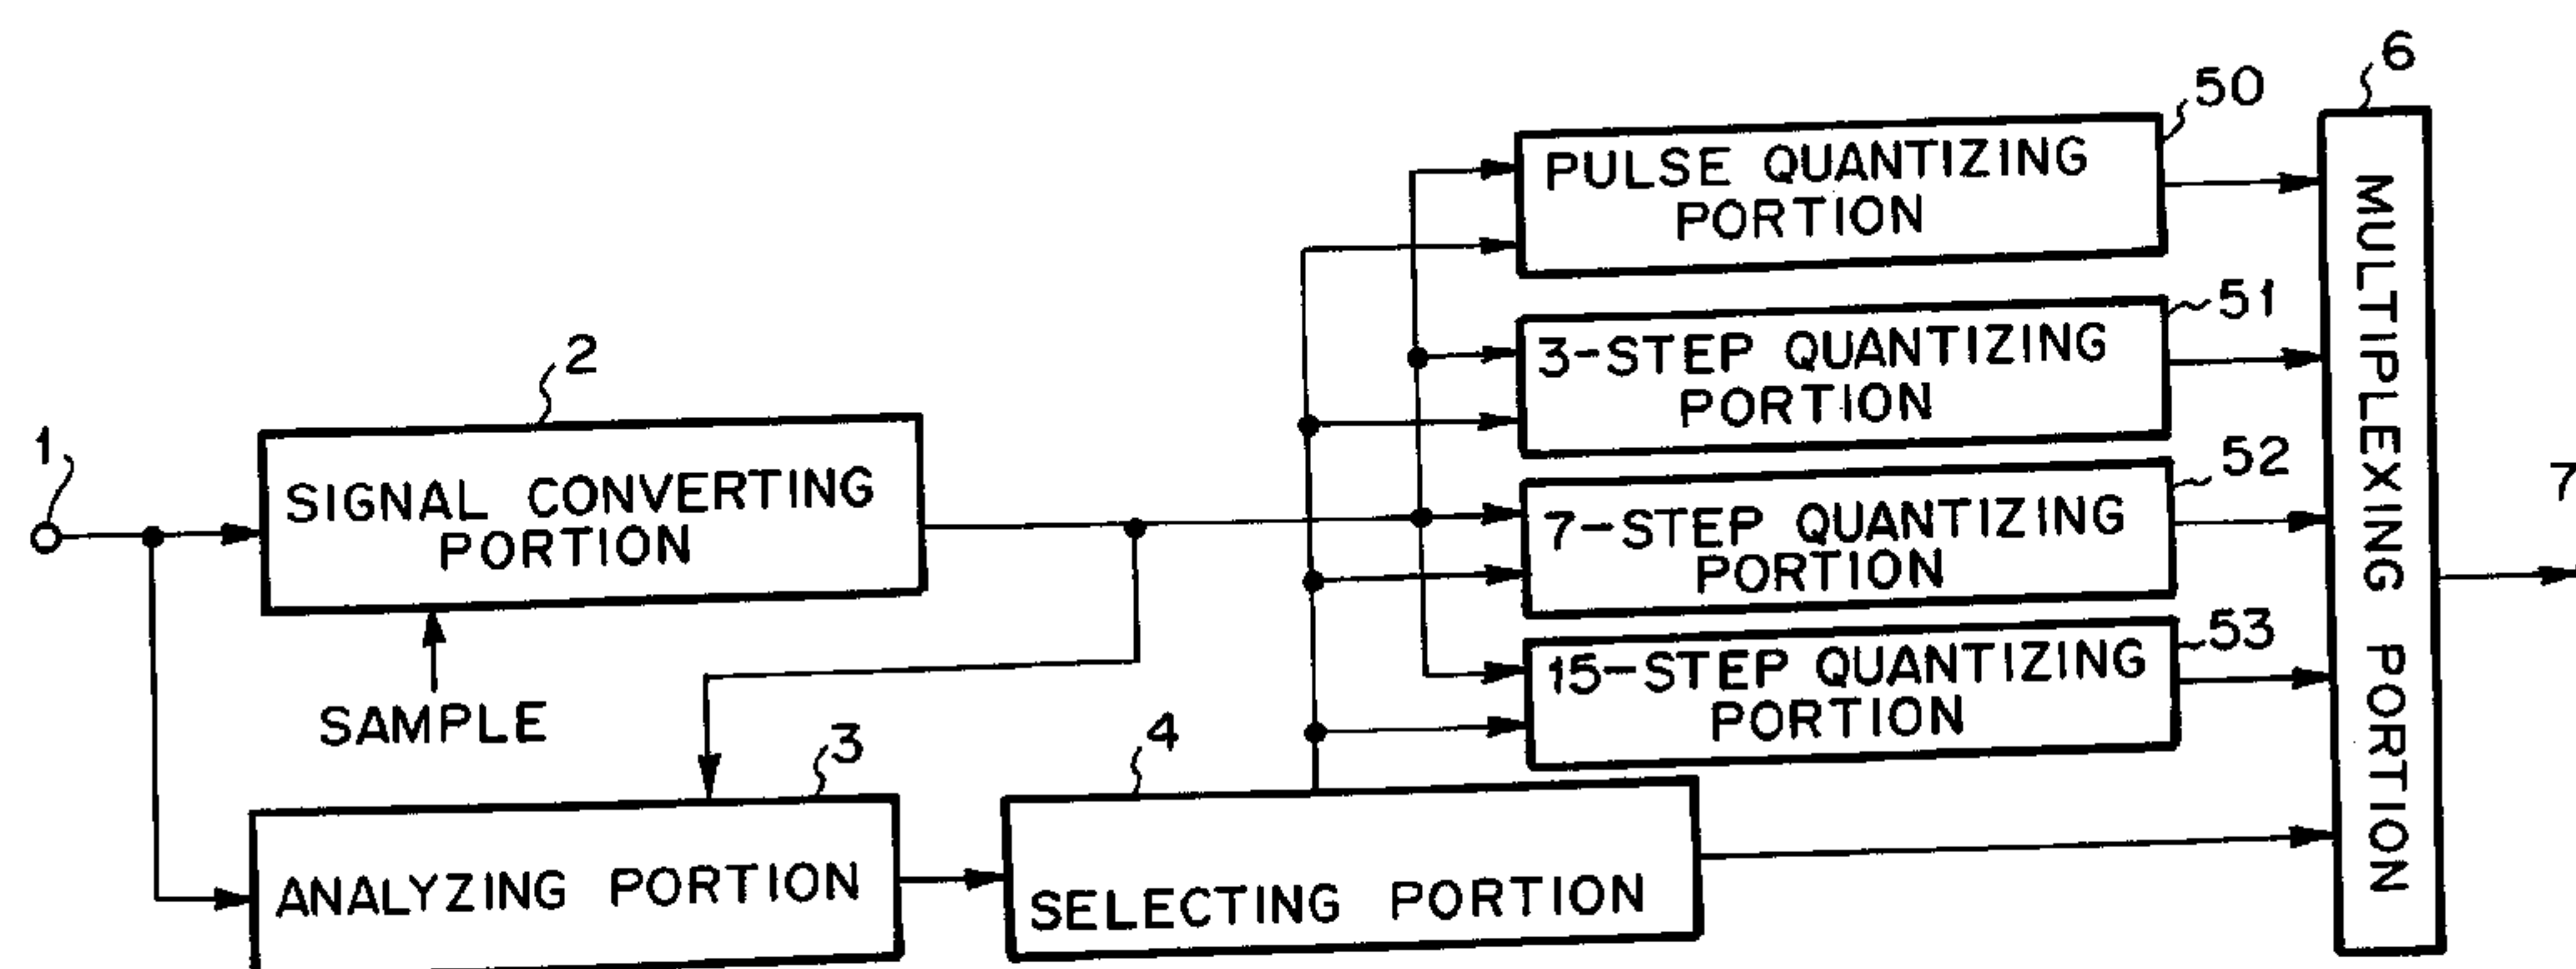 6
50
PULSE QUANTIZING
PORTION
51
3-STEP QUANTIZING
PORTION
2
1
SIGNAL CONVERTING
PORTION
52
7-STEP QUANTIZING
PORTION
7
MULTIPLEXING PORTION
53
15-STEP QUANTIZING
PORTION
SAMPLE
3
4
ANALYZING PORTION
SELECTING PORTION